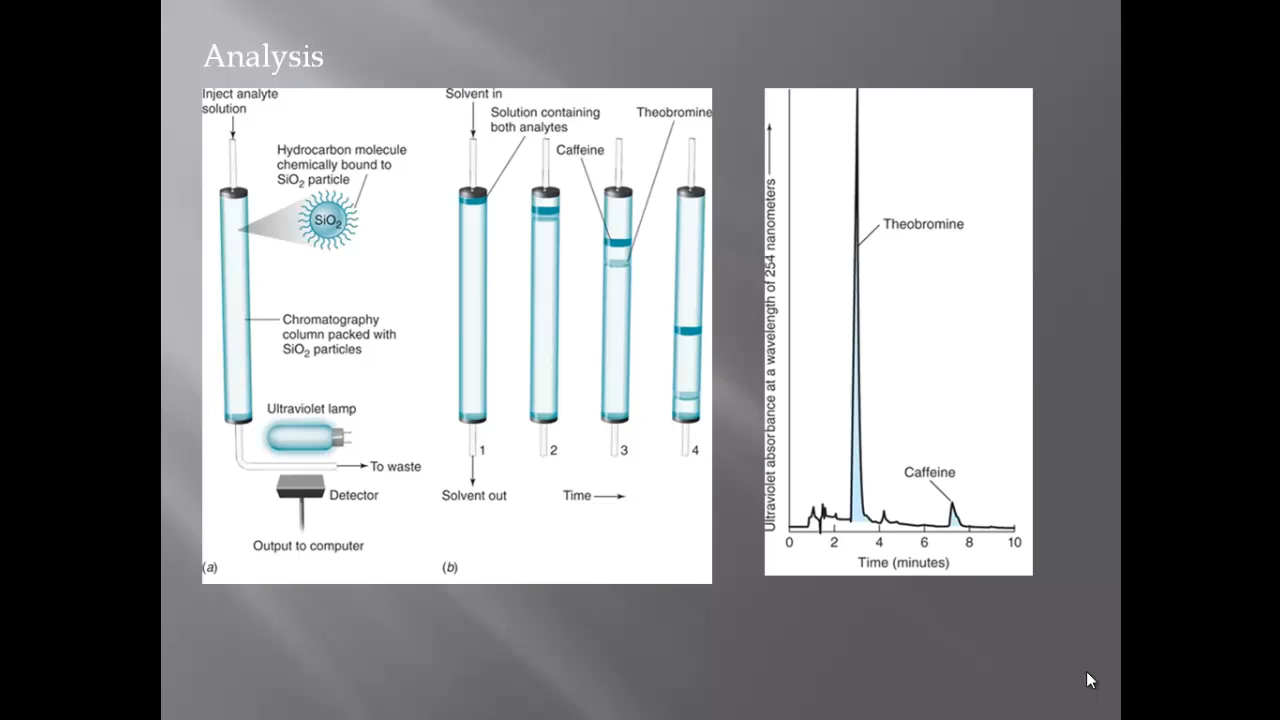 Analysis
Inject analyte
solution
Hydrocarbon molecule
chemically bound to
SiO₂ particle
SiO₂
Chromatography
column packed with
SiO₂ particles
Ultraviolet lamp
To waste
Detector
Output to computer
(a)
Solvent in
Solution containing
both analytes
Theobromine
Caffeine
1
2
3
4
Solvent out
Time
(b)
Ultraviolet absorbance at a wavelength of 254 nanometers
Theobromine
Caffeine
0 2 4 6 8 10
Time (minutes)